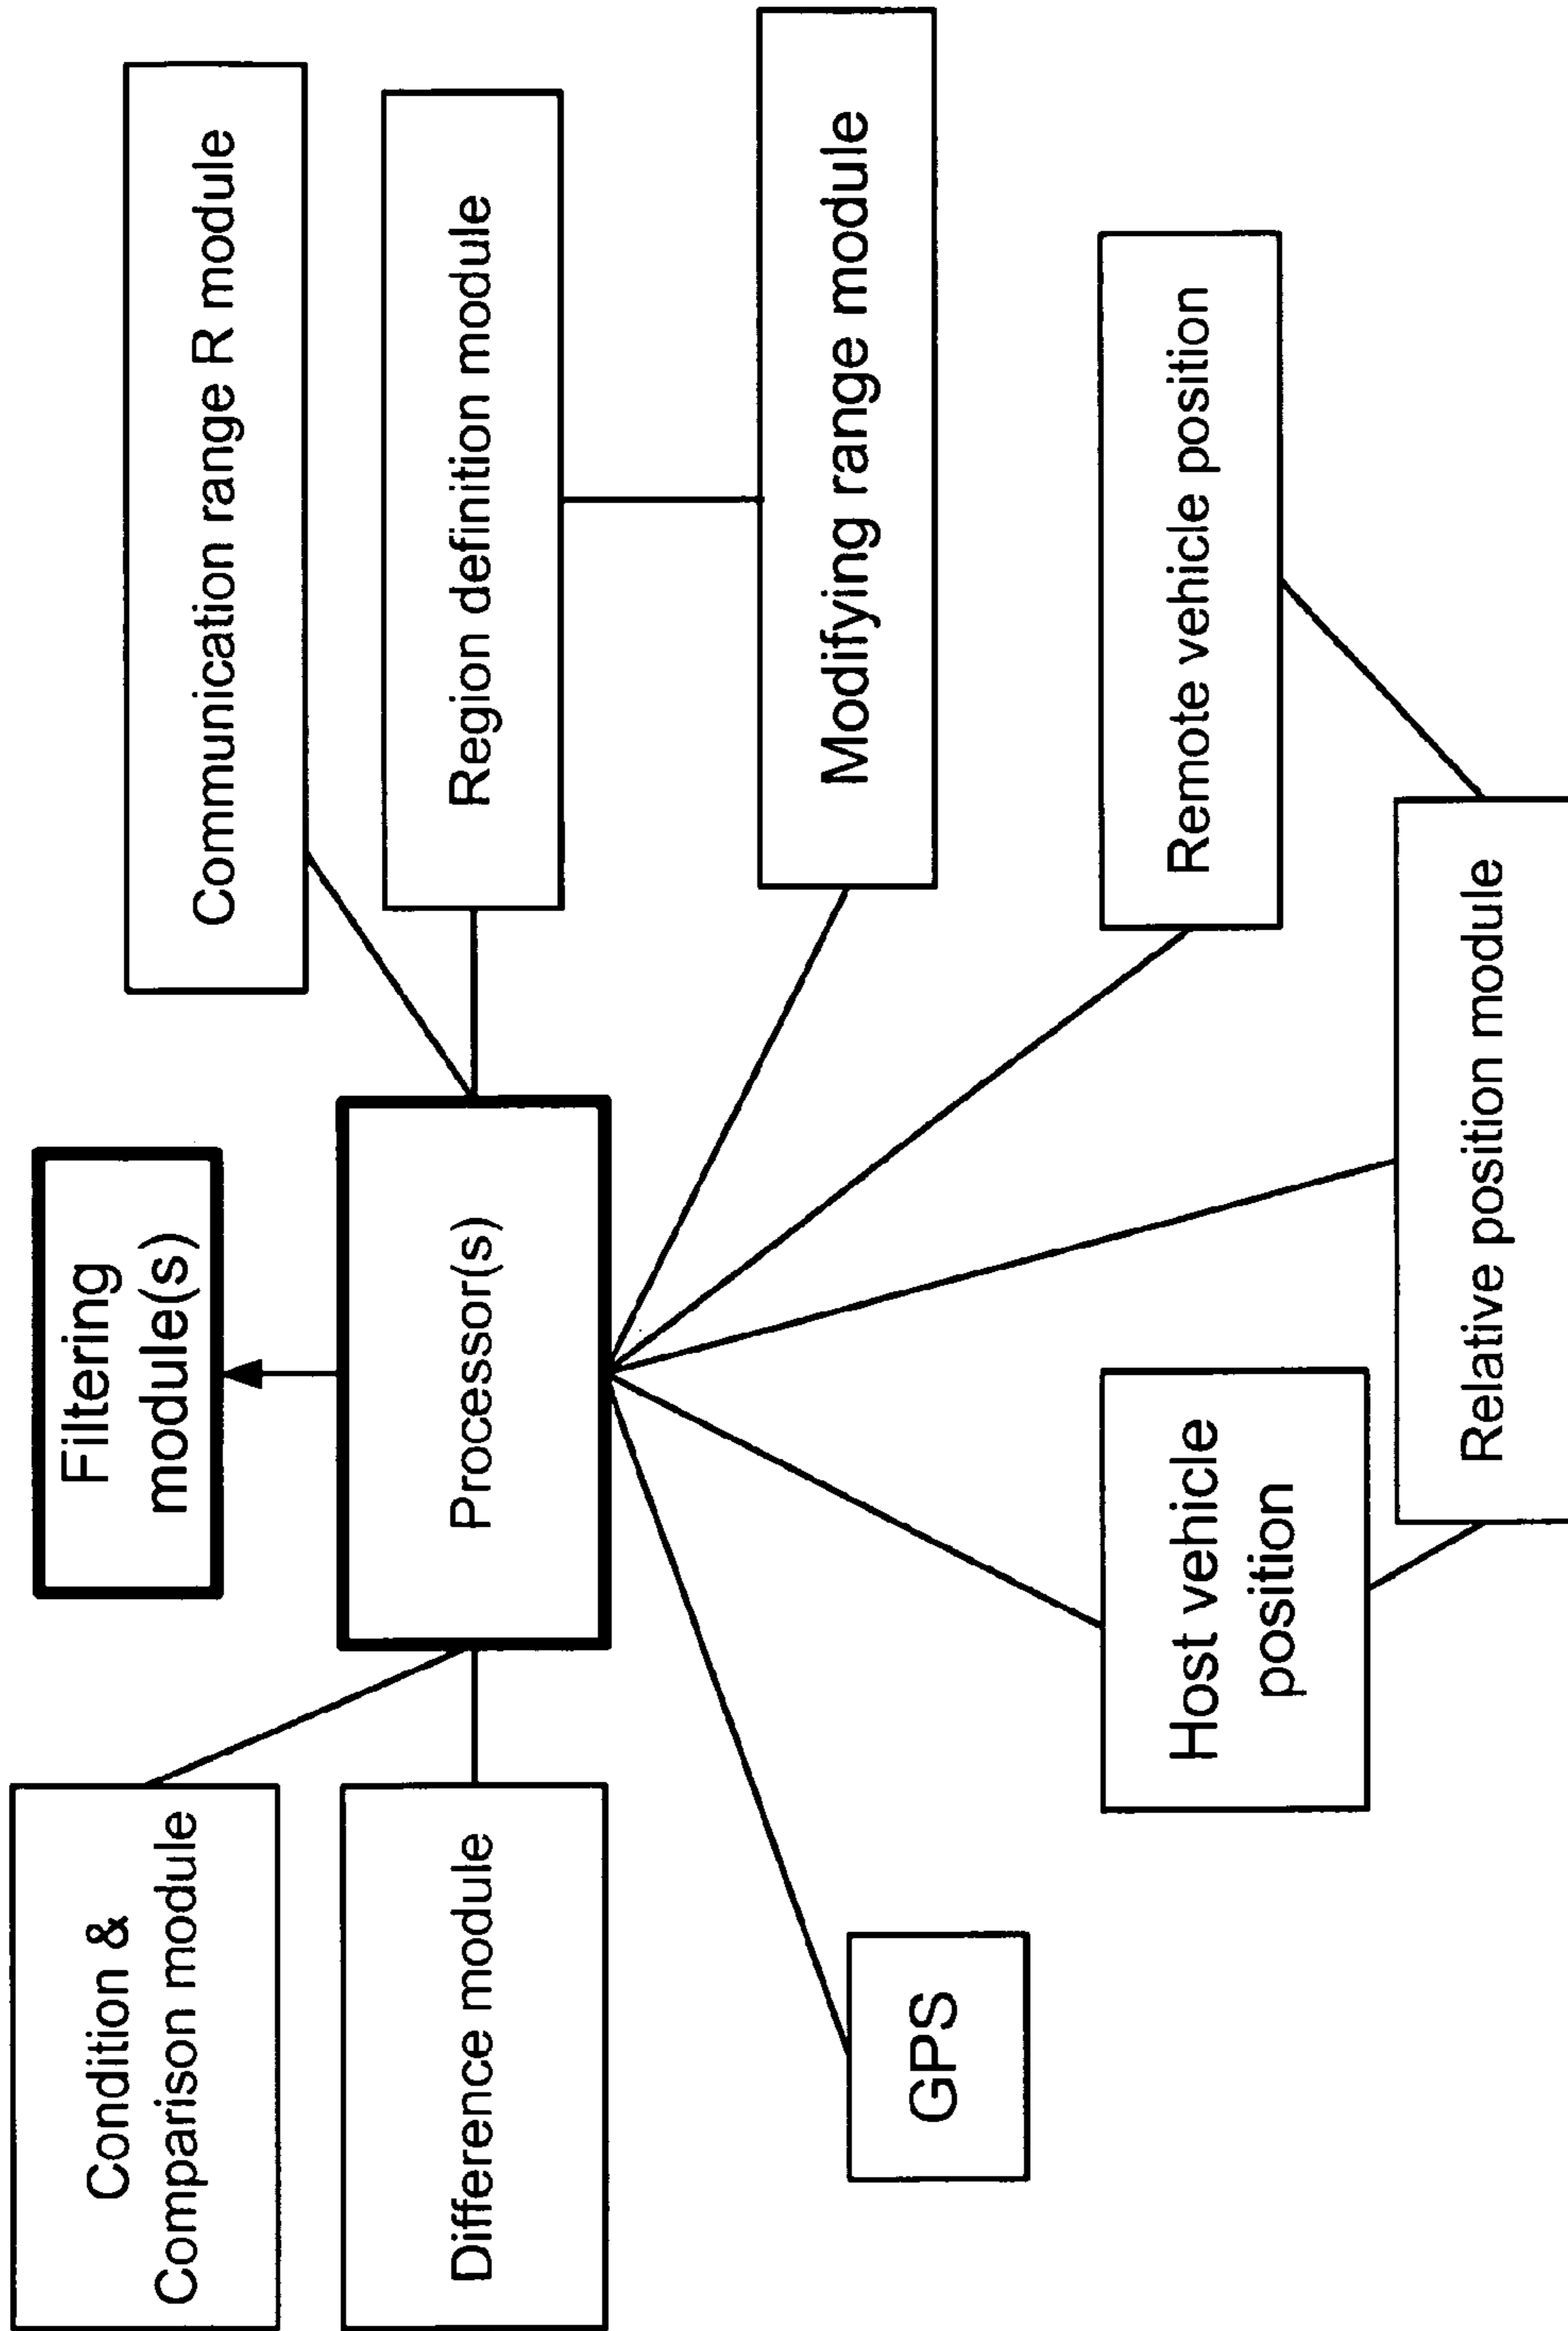 Condition &
Comparison module
Difference module
GPS
Filtering
module(s)
Processor(s)
Host vehicle
position
Communication range R module
Region definition module
Modifying range module
Remote vehicle position
Relative position module